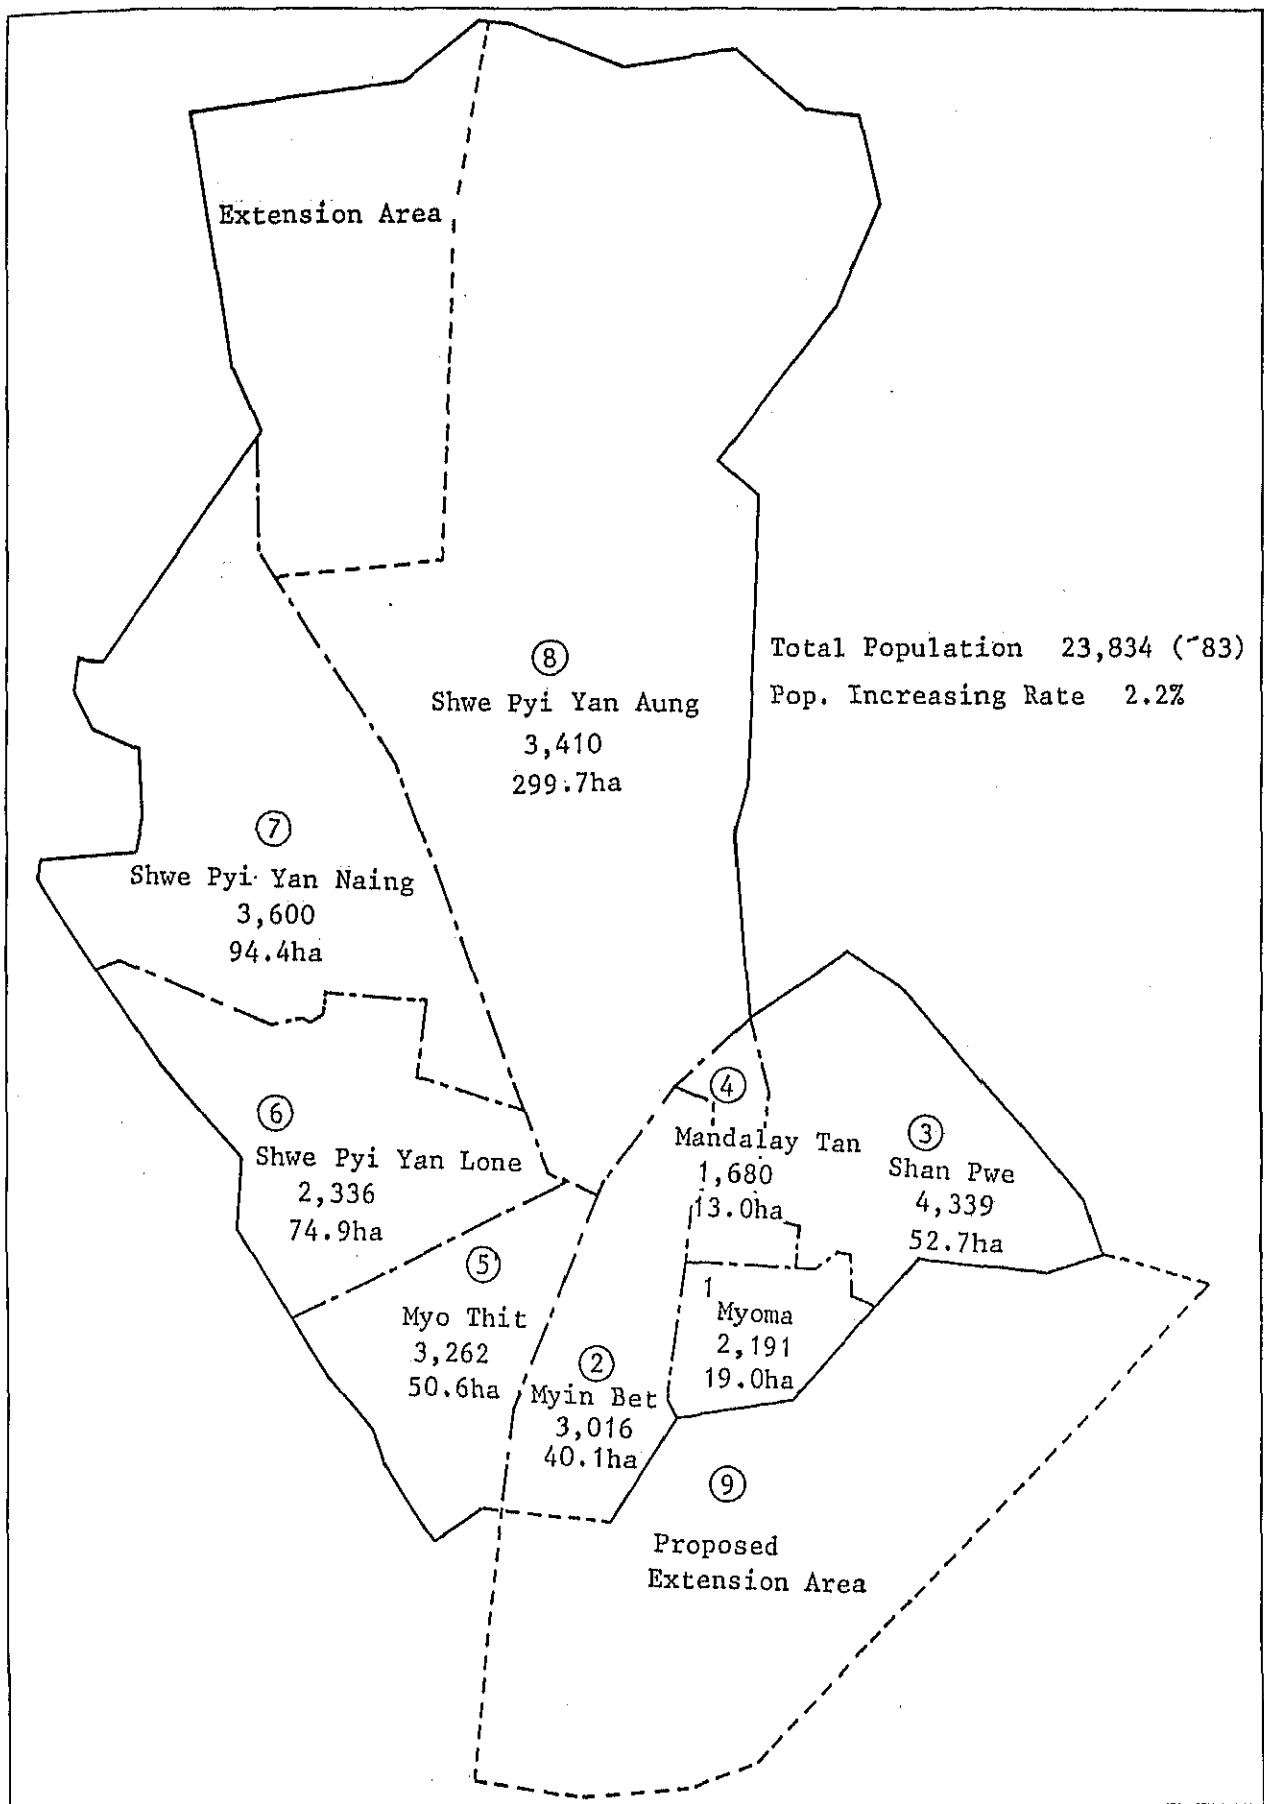 Extension Area
⑧
Shwe Pyi Yan Aung
3,410
299.7ha
Total Population 23,834 (´83)
Pop. Increasing Rate 2.2%
⑦
Shwe Pyi Yan Naing
3,600
94.4ha
⑥
Shwe Pyi Yan Lone
2,336
74.9ha
④
Mandalay Tan
1,680
13.0ha
③
Shan Pwe
4,339
52.7ha
⑤
Myo Thit
3,262
50.6ha
1
Myoma
2,191
19.0ha
②
Myin Bet
3,016
40.1ha
⑨
Proposed
Extension Area